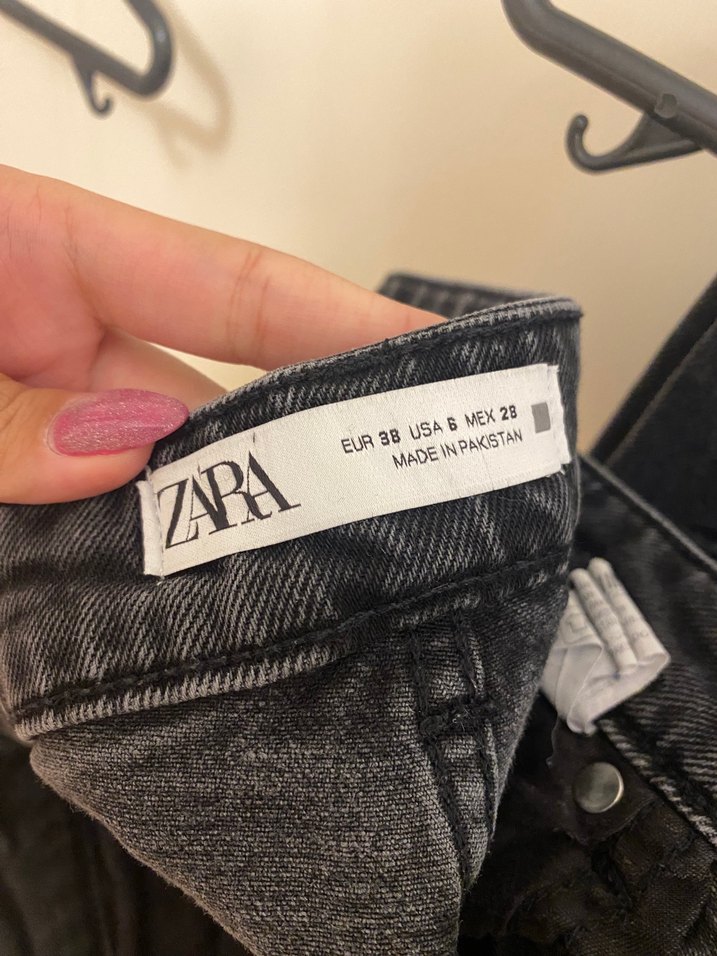 ZARA
EUR 38 USA 6 MEX 28
MADE IN PAKISTAN